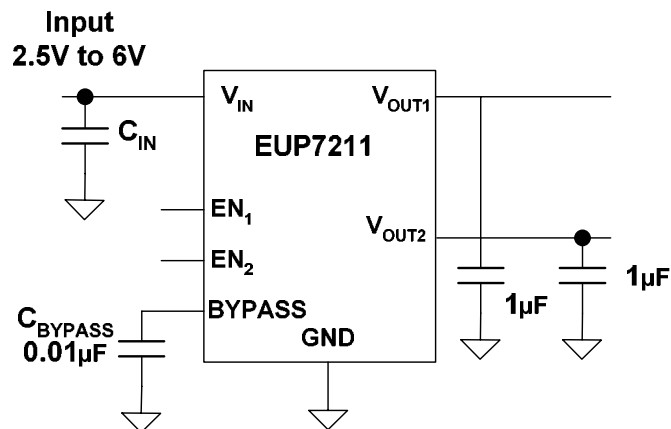 Input
2.5V to 6V
VIN
VOUT1
CIN
EUP7211
EN1
VOUT2
EN2
1µF
1µF
CBYPASS
0.01µF
BYPASS
GND